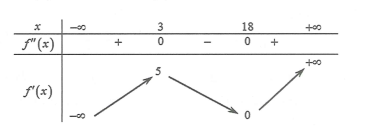 x −∞ 3 18 +∞
f″(x) + 0 − 0 +
+∞
5
f′(x)
0
−∞